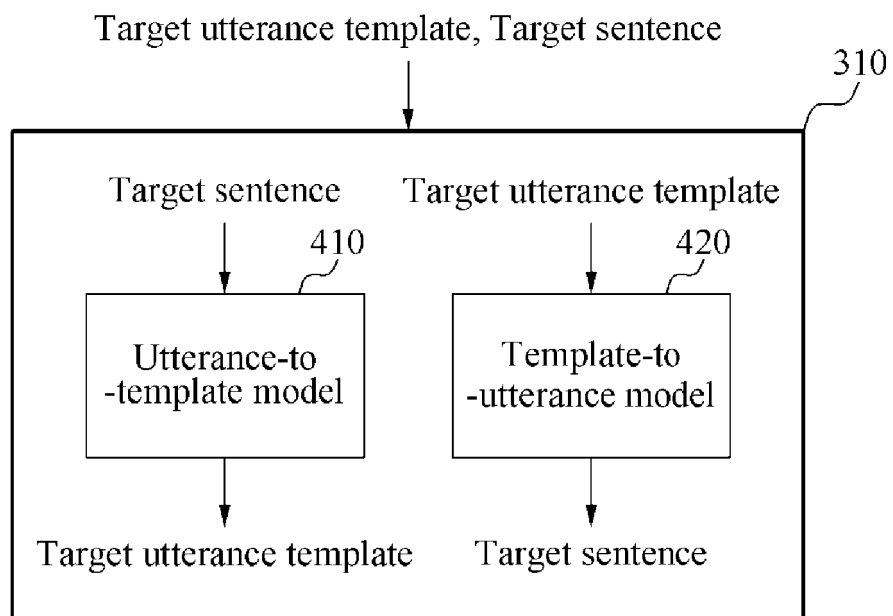 Target utterance template, Target sentence
310
Target sentence
Target utterance template
410
420
Utterance-to
-template model
Template-to
-utterance model
Target utterance template
Target sentence